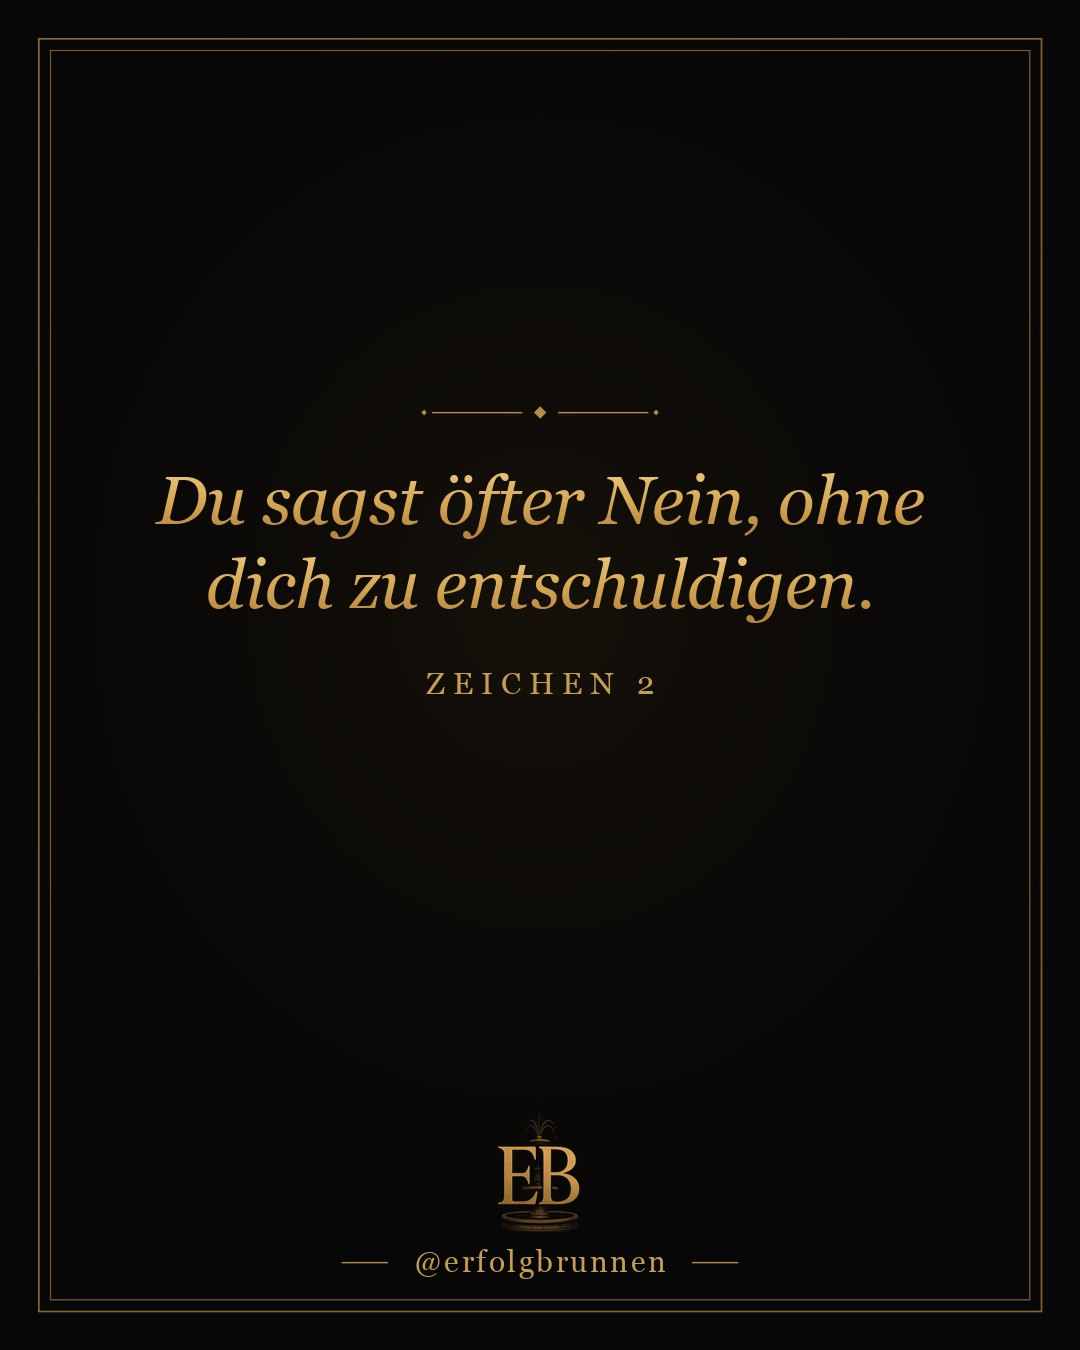 Du sagst öfter Nein, ohne
dich zu entschuldigen.
ZEICHEN 2
EB
@erfolgbrunnen